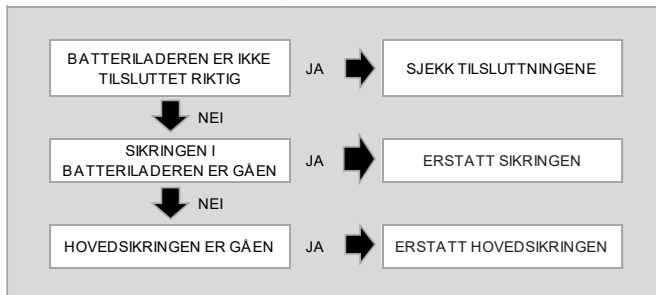 BATTERILADEREN ER IKKE
TILSLUTTET RIKTIG
JA
SJEKK TILSLUTTNINGENE
NEI
SIKRINGEN I
BATTERILADEREN ER GÅEN
JA
ERSTATT SIKRINGEN
NEI
HOVEDSIKRINGEN ER GÅEN
JA
ERSTATT HOVEDSIKRINGEN